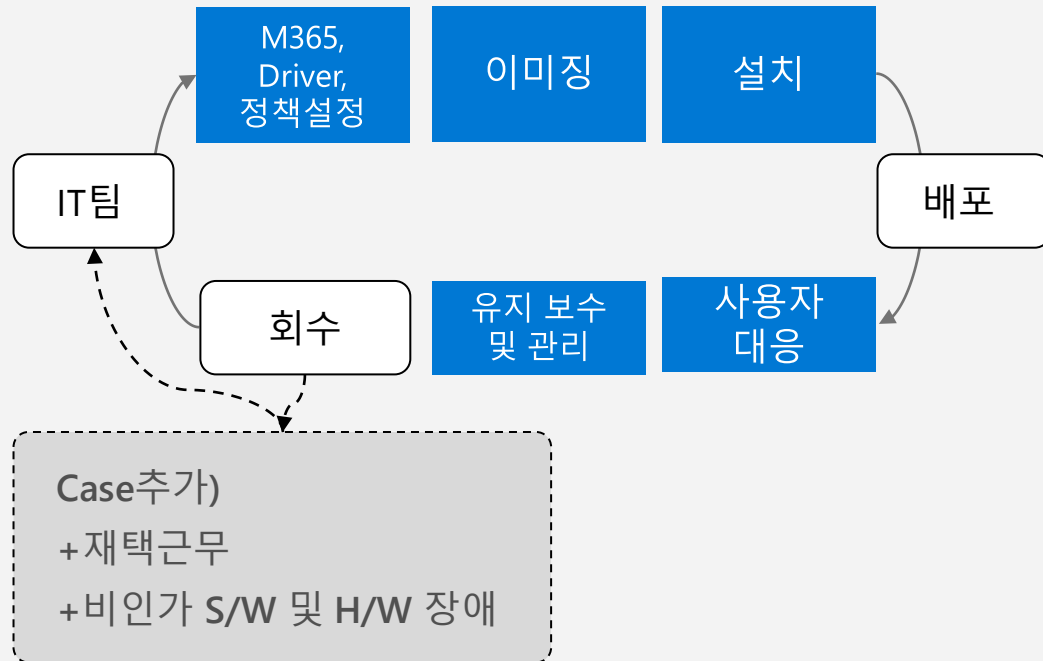 M365,
Driver,
정책설정
이미징
설치
IT팀
배포
회수
유지 보수
및 관리
사용자
대응
Case추가)
+재택근무
+비인가 S/W 및 H/W 장애